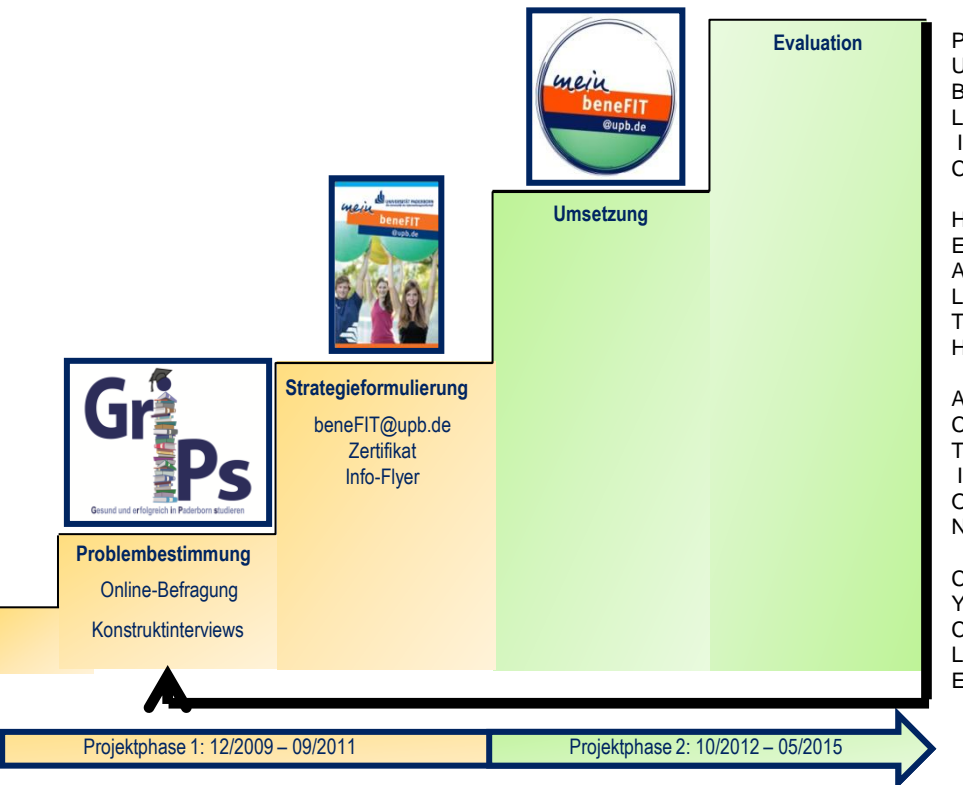 Evaluation
mein
beneFIT
@upb.de
Umsetzung
UNIVERSITÄT PADERBORN
mein
beneFIT
@upb.de
Strategieformulierung
beneFIT@upb.de
Zertifikat
Info-Flyer
GriPs
Gesund und erfolgreich in Paderborn studieren
Problembestimmung
Online-Befragung
Konstruktinterviews
Projektphase 1: 12/2009 – 09/2011
Projektphase 2: 10/2012 – 05/2015
P
U
B
L
I
C
H
E
A
L
T
H
A
C
T
I
O
N
C
Y
C
L
E